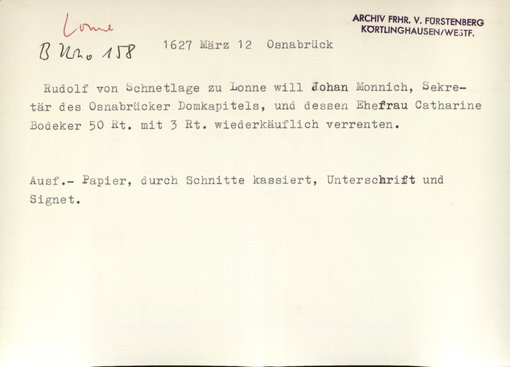 Lonne
B Urk. 158
1627 März 12 Osnabrück
ARCHIV FRHR. V. FÜRSTENBERG
KÖRTLINGHAUSEN/WESTF.
Rudolf von Schnetlage zu Lonne will Johan Monnich, Sekre-
tär des Osnabrücker Domkapitels, und dessen Ehefrau Catharine
Bodeker 50 Rt. mit 3 Rt. wiederkäuflich verrenten.
Ausf.- Papier, durch Schnitte kassiert, Unterschrift und
Signet.